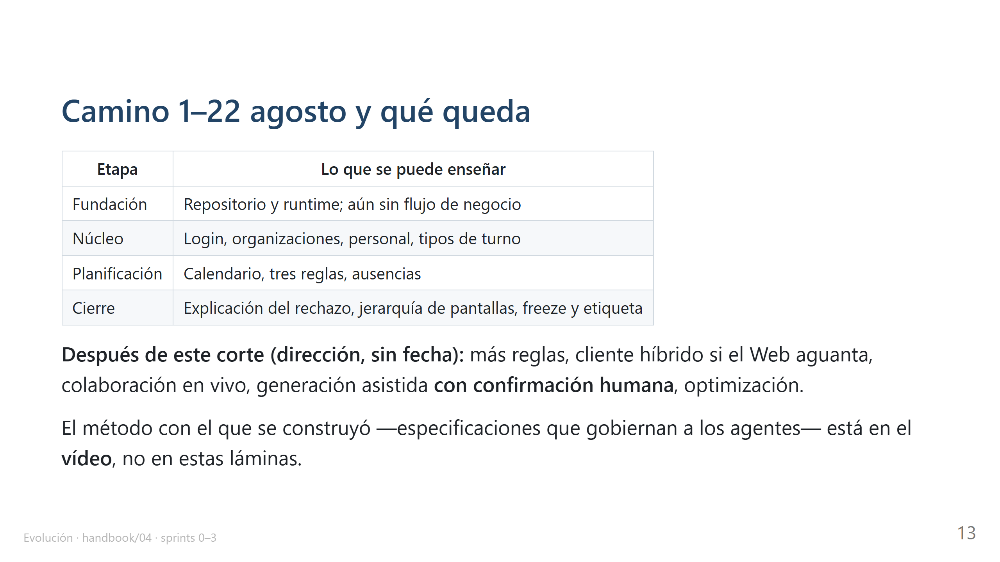 Camino 1–22 agosto y qué queda
Etapa Lo que se puede enseñar
Fundación Repositorio y runtime; aún sin flujo de negocio
Núcleo Login, organizaciones, personal, tipos de turno
Planificación Calendario, tres reglas, ausencias
Cierre Explicación del rechazo, jerarquía de pantallas, freeze y etiqueta
Después de este corte (dirección, sin fecha): más reglas, cliente híbrido si el Web aguanta,
colaboración en vivo, generación asistida con confirmación humana, optimización.
El método con el que se construyó —especificaciones que gobiernan a los agentes— está en el
vídeo, no en estas láminas.
Evolución · handbook/04 · sprints 0–3
13